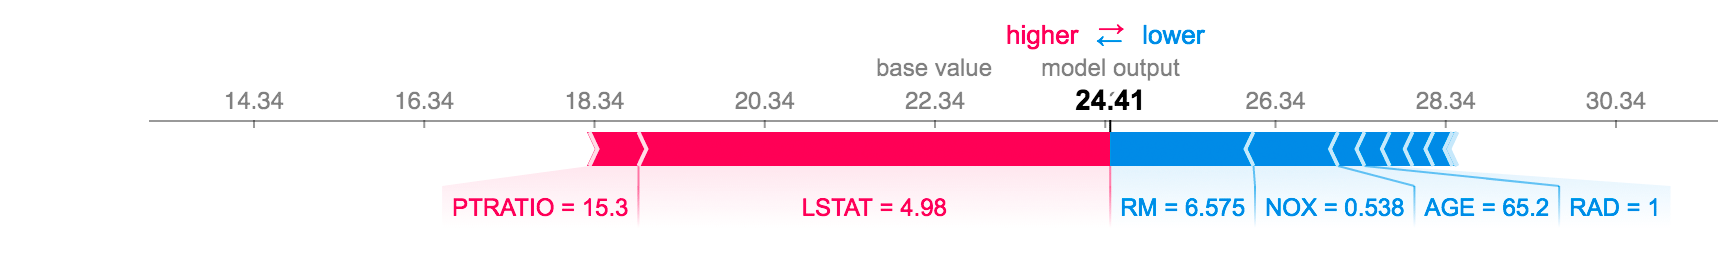 higher lower
base value model output
14.34 16.34 18.34 20.34 22.34 24.41 26.34 28.34 30.34
PTRATIO = 15.3 LSTAT = 4.98 RM = 6.575 NOX = 0.538 AGE = 65.2 RAD = 1